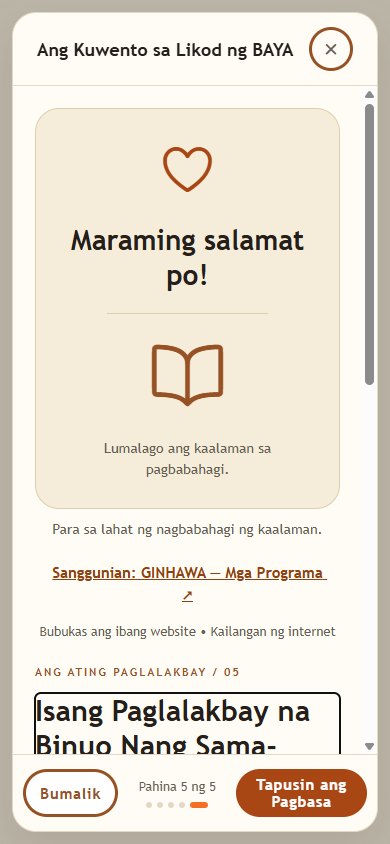 Ang Kuwento sa Likod ng BAYA
Maraming salamat
po!
Lumalago ang kaalaman sa
pagbabahagi.
Para sa lahat ng nagbabahagi ng kaalaman.
Sanggunian: GINHAWA — Mga Programa
↗
Bubukas ang ibang website • Kailangan ng internet
ANG ATING PAGLALAKBAY / 05
Isang Paglalakbay na
Binuo Nang Sama-
Bumalik
Pahina 5 ng 5
Tapusin ang
Pagbasa